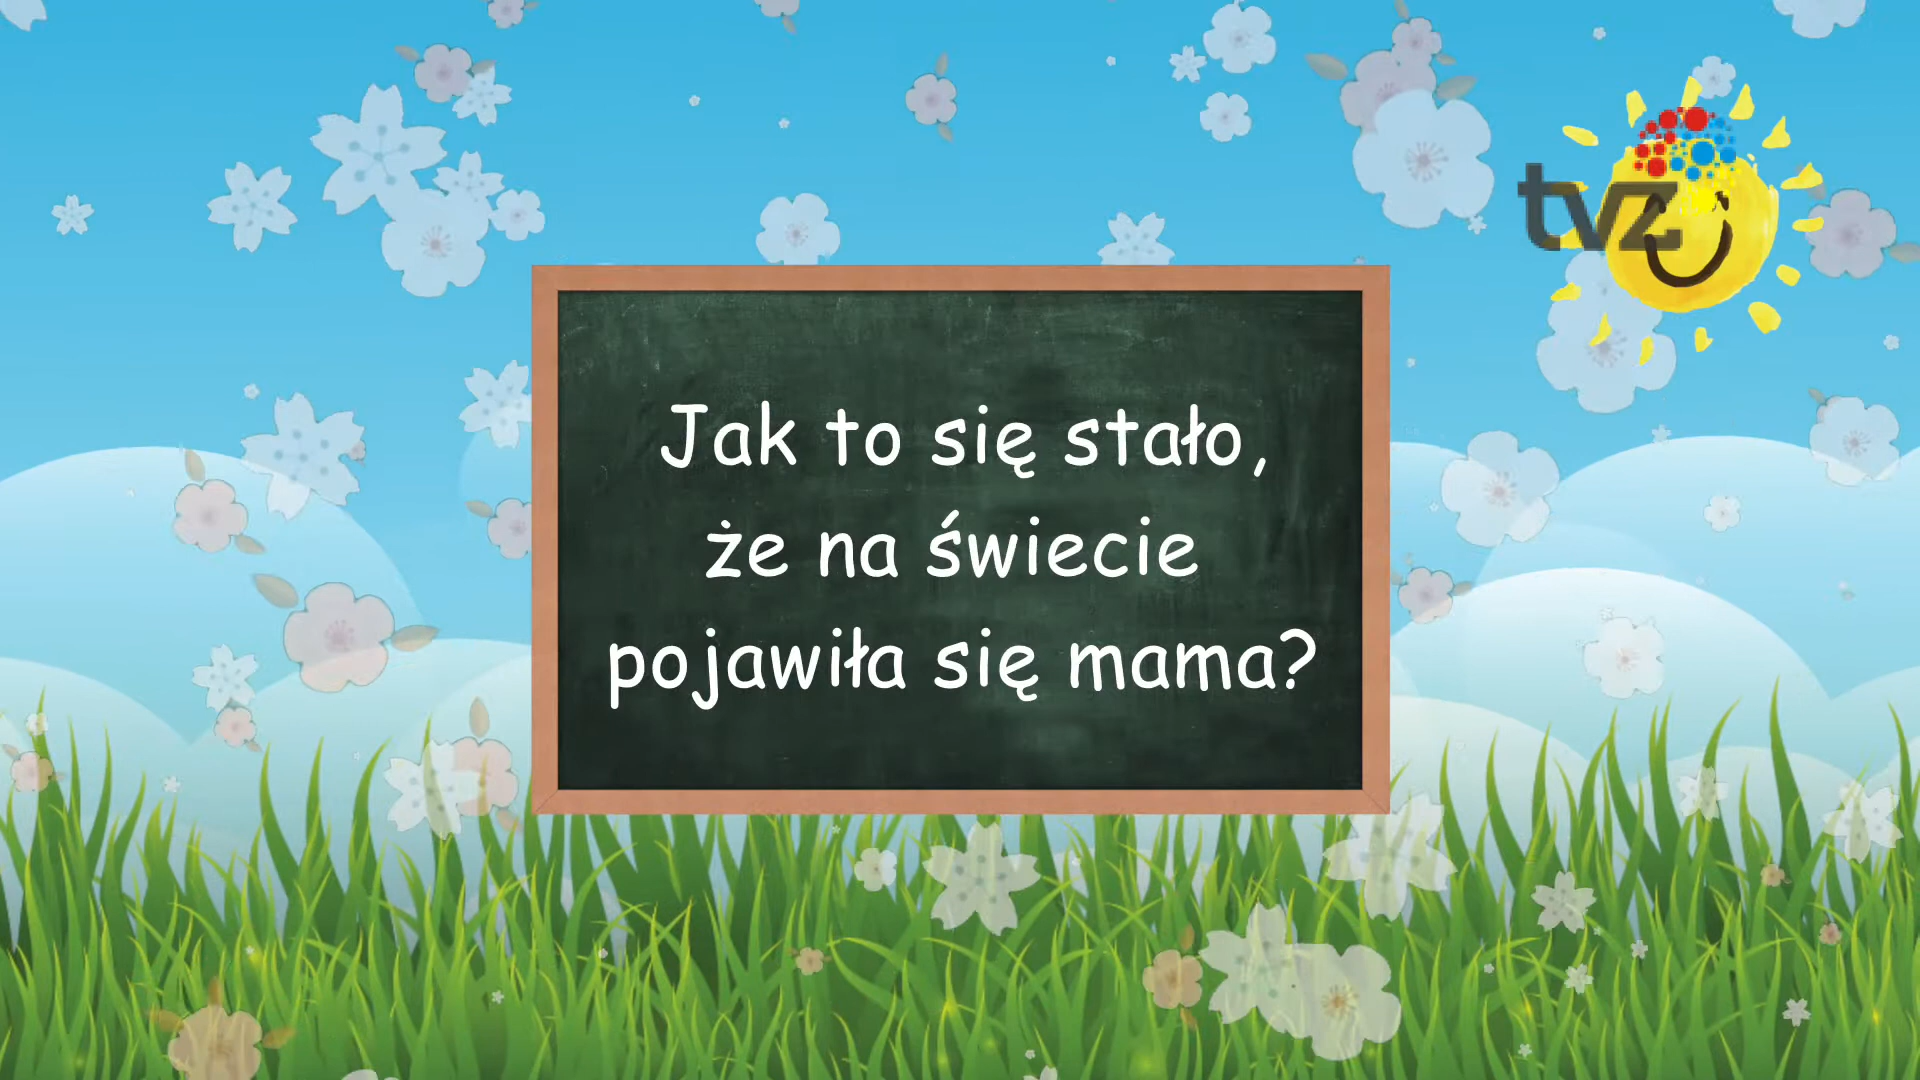 tvz
Jak to się stało,
że na świecie
pojawiła się mama?